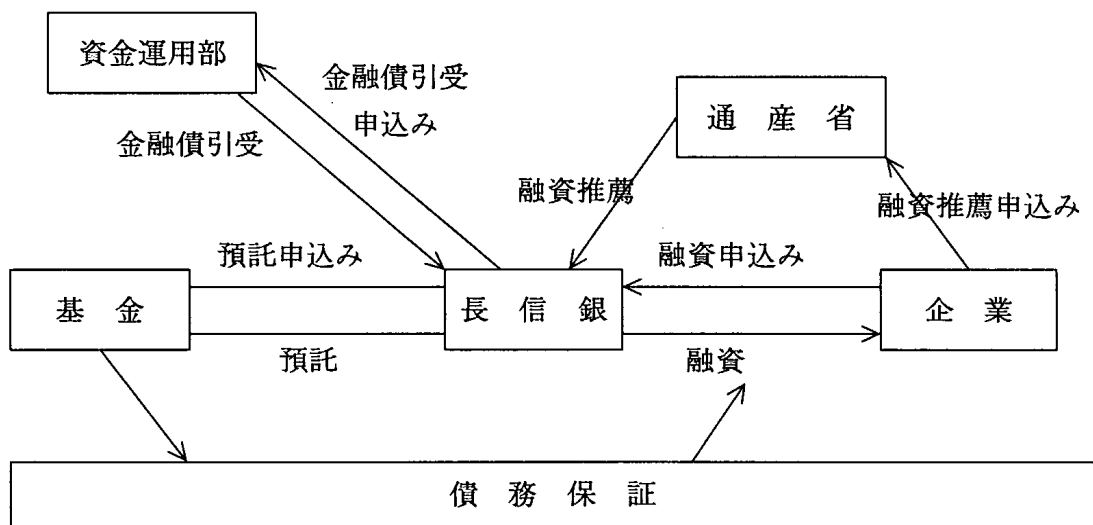 資金運用部
金融債引受
申込み
金融債引受
通産省
融資推薦
融資推薦申込み
預託申込み
融資申込み
基金
長信銀
企業
預託
融資
債務保証